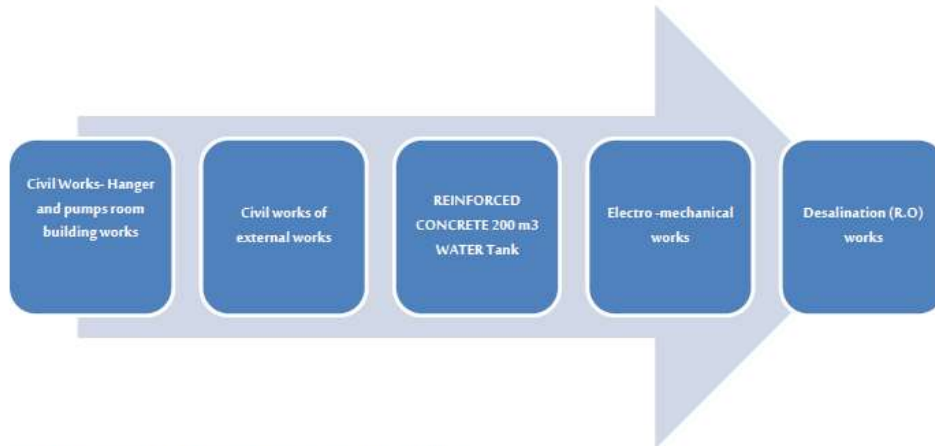 Civil Works- Hanger
and pumps room
building works
Civil works of
external works
REINFORCED
CONCRETE 200 m3
WATER Tank
Electro -mechanical
works
Desalination (R.O)
works